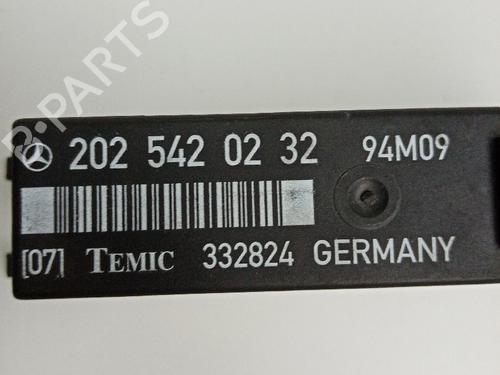 B-PARTS
202 542 02 32 94M09
[07] TEMIC 332824 GERMANY